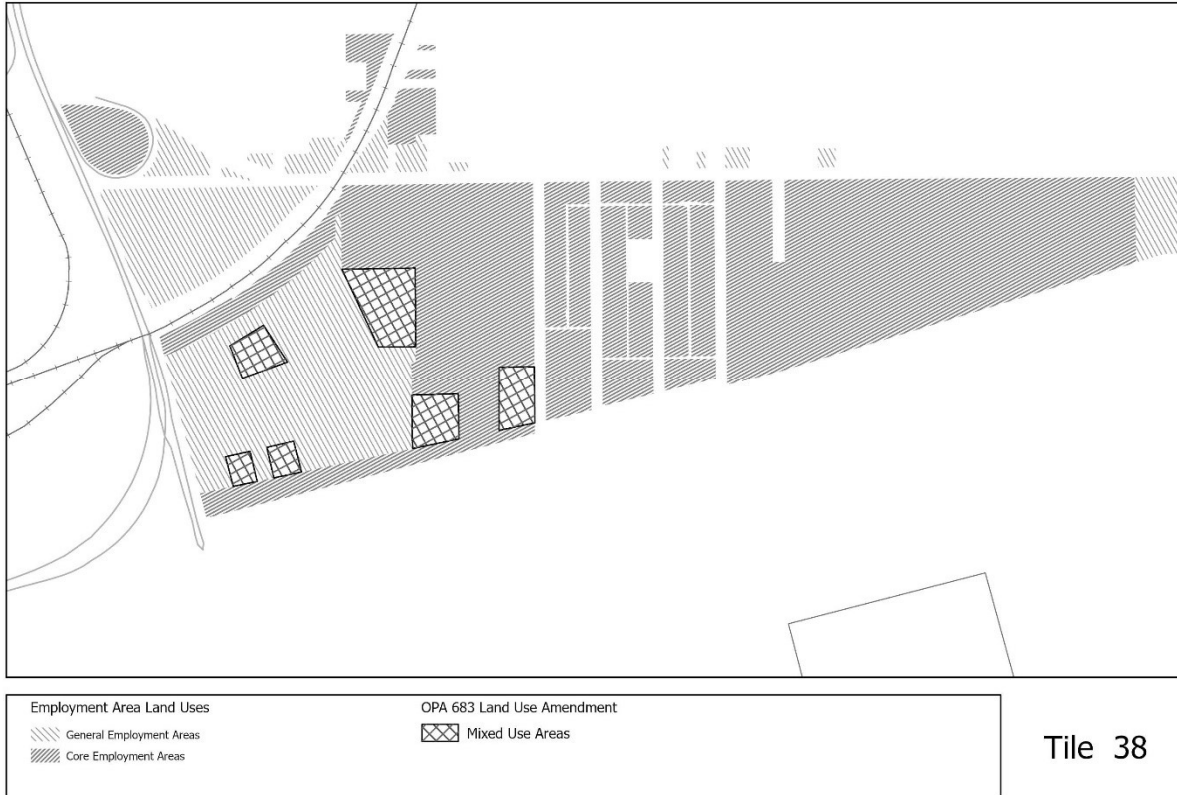 Employment Area Land Uses
General Employment Areas
Core Employment Areas
OPA 683 Land Use Amendment
Mixed Use Areas
Tile 38